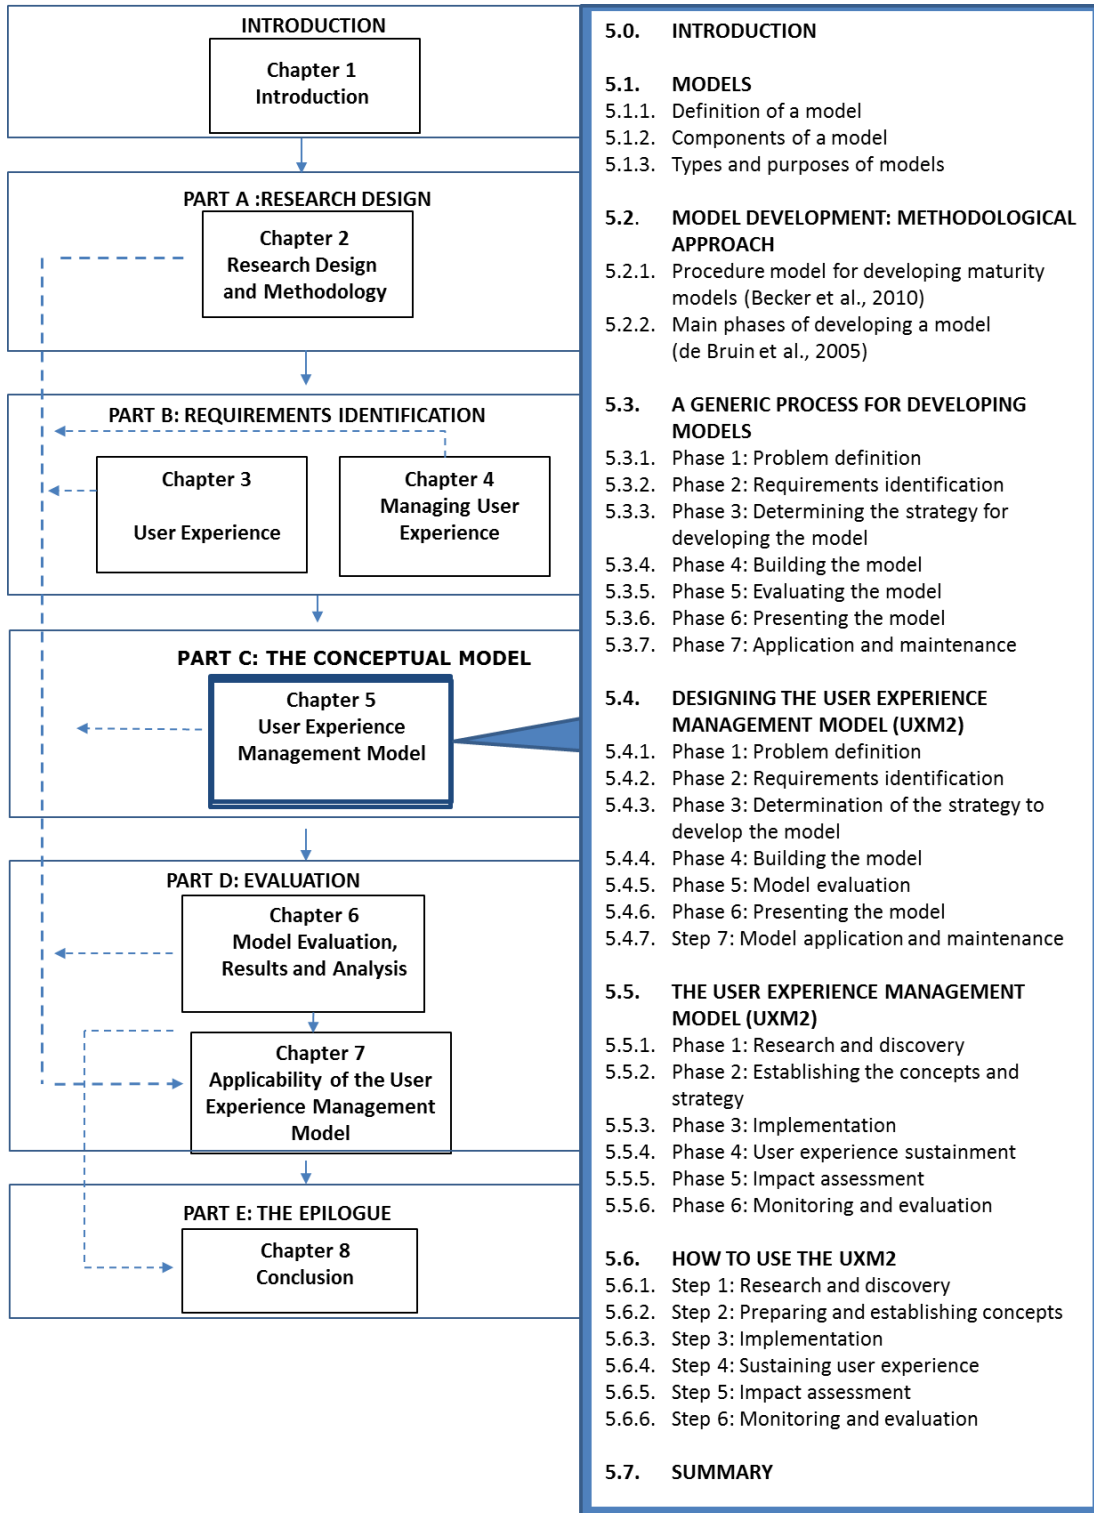 INTRODUCTION
Chapter 1
Introduction
PART A :RESEARCH DESIGN
Chapter 2
Research Design
and Methodology
PART B: REQUIREMENTS IDENTIFICATION
Chapter 3
User Experience
Chapter 4
Managing User
Experience
PART C: THE CONCEPTUAL MODEL
Chapter 5
User Experience
Management Model
PART D: EVALUATION
Chapter 6
Model Evaluation,
Results and Analysis
Chapter 7
Applicability of the User
Experience Management
Model
PART E: THE EPILOGUE
Chapter 8
Conclusion
5.0. INTRODUCTION
5.1. MODELS
5.1.1. Definition of a model
5.1.2. Components of a model
5.1.3. Types and purposes of models
5.2. MODEL DEVELOPMENT: METHODOLOGICAL
APPROACH
5.2.1. Procedure model for developing maturity
models (Becker et al., 2010)
5.2.2. Main phases of developing a model
(de Bruin et al., 2005)
5.3. A GENERIC PROCESS FOR DEVELOPING
MODELS
5.3.1. Phase 1: Problem definition
5.3.2. Phase 2: Requirements identification
5.3.3. Phase 3: Determining the strategy for
developing the model
5.3.4. Phase 4: Building the model
5.3.5. Phase 5: Evaluating the model
5.3.6. Phase 6: Presenting the model
5.3.7. Phase 7: Application and maintenance
5.4. DESIGNING THE USER EXPERIENCE
MANAGEMENT MODEL (UXM2)
5.4.1. Phase 1: Problem definition
5.4.2. Phase 2: Requirements identification
5.4.3. Phase 3: Determination of the strategy to
develop the model
5.4.4. Phase 4: Building the model
5.4.5. Phase 5: Model evaluation
5.4.6. Phase 6: Presenting the model
5.4.7. Step 7: Model application and maintenance
5.5. THE USER EXPERIENCE MANAGEMENT
MODEL (UXM2)
5.5.1. Phase 1: Research and discovery
5.5.2. Phase 2: Establishing the concepts and
strategy
5.5.3. Phase 3: Implementation
5.5.4. Phase 4: User experience sustainment
5.5.5. Phase 5: Impact assessment
5.5.6. Phase 6: Monitoring and evaluation
5.6. HOW TO USE THE UXM2
5.6.1. Step 1: Research and discovery
5.6.2. Step 2: Preparing and establishing concepts
5.6.3. Step 3: Implementation
5.6.4. Step 4: Sustaining user experience
5.6.5. Step 5: Impact assessment
5.6.6. Step 6: Monitoring and evaluation
5.7. SUMMARY